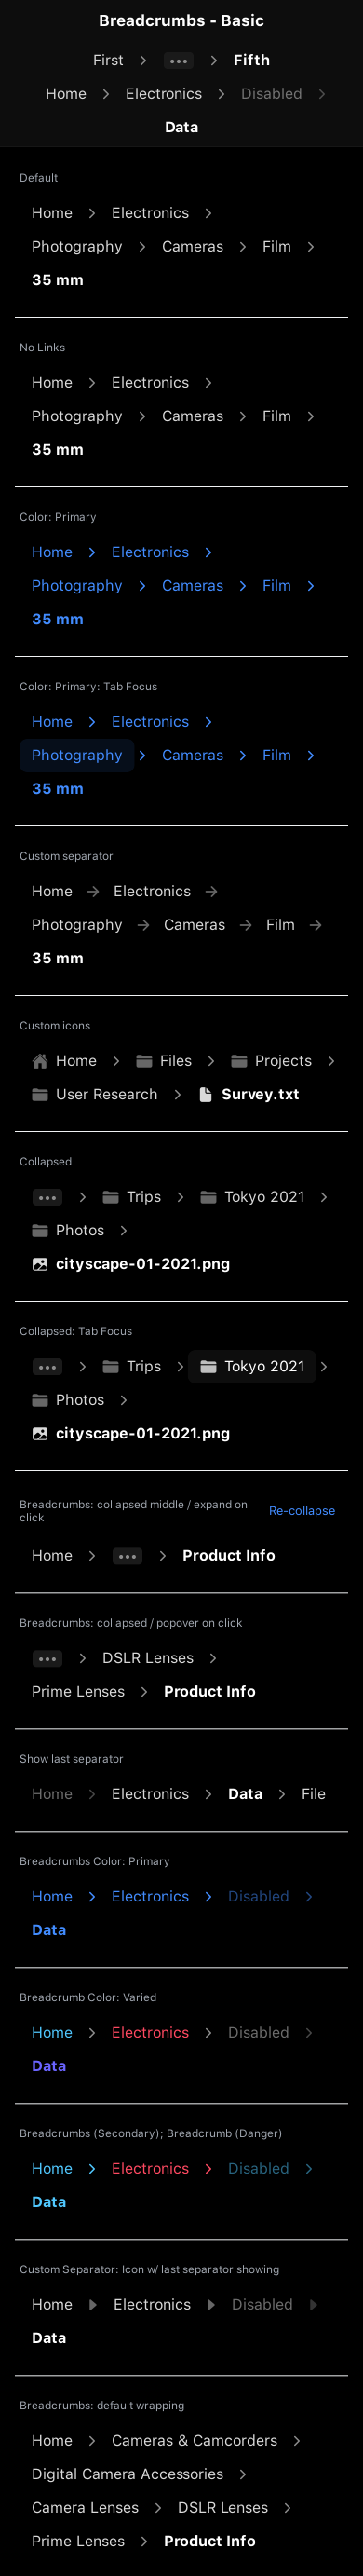 Breadcrumbs - Basic
First > ••• > Fifth
Home > Electronics > Disabled >
Data
Default
Home > Electronics >
Photography > Cameras > Film >
35 mm
No Links
Home > Electronics >
Photography > Cameras > Film >
35 mm
Color: Primary
Home > Electronics >
Photography > Cameras > Film >
35 mm
Color: Primary: Tab Focus
Home > Electronics >
Photography > Cameras > Film >
35 mm
Custom separator
Home → Electronics →
Photography → Cameras → Film →
35 mm
Custom icons
Home > Files > Projects >
User Research > Survey.txt
Collapsed
••• > Trips > Tokyo 2021 >
Photos >
cityscape-01-2021.png
Collapsed: Tab Focus
••• > Trips > Tokyo 2021 >
Photos >
cityscape-01-2021.png
Breadcrumbs: collapsed middle / expand on
click
Re-collapse
Home > ••• > Product Info
Breadcrumbs: collapsed / popover on click
••• > DSLR Lenses >
Prime Lenses > Product Info
Show last separator
Home > Electronics > Data > File
Breadcrumbs Color: Primary
Home > Electronics > Disabled >
Data
Breadcrumb Color: Varied
Home > Electronics > Disabled >
Data
Breadcrumbs (Secondary); Breadcrumb (Danger)
Home > Electronics > Disabled >
Data
Custom Separator: Icon w/ last separator showing
Home ▶ Electronics ▶ Disabled ▶
Data
Breadcrumbs: default wrapping
Home > Cameras & Camcorders >
Digital Camera Accessories >
Camera Lenses > DSLR Lenses >
Prime Lenses > Product Info